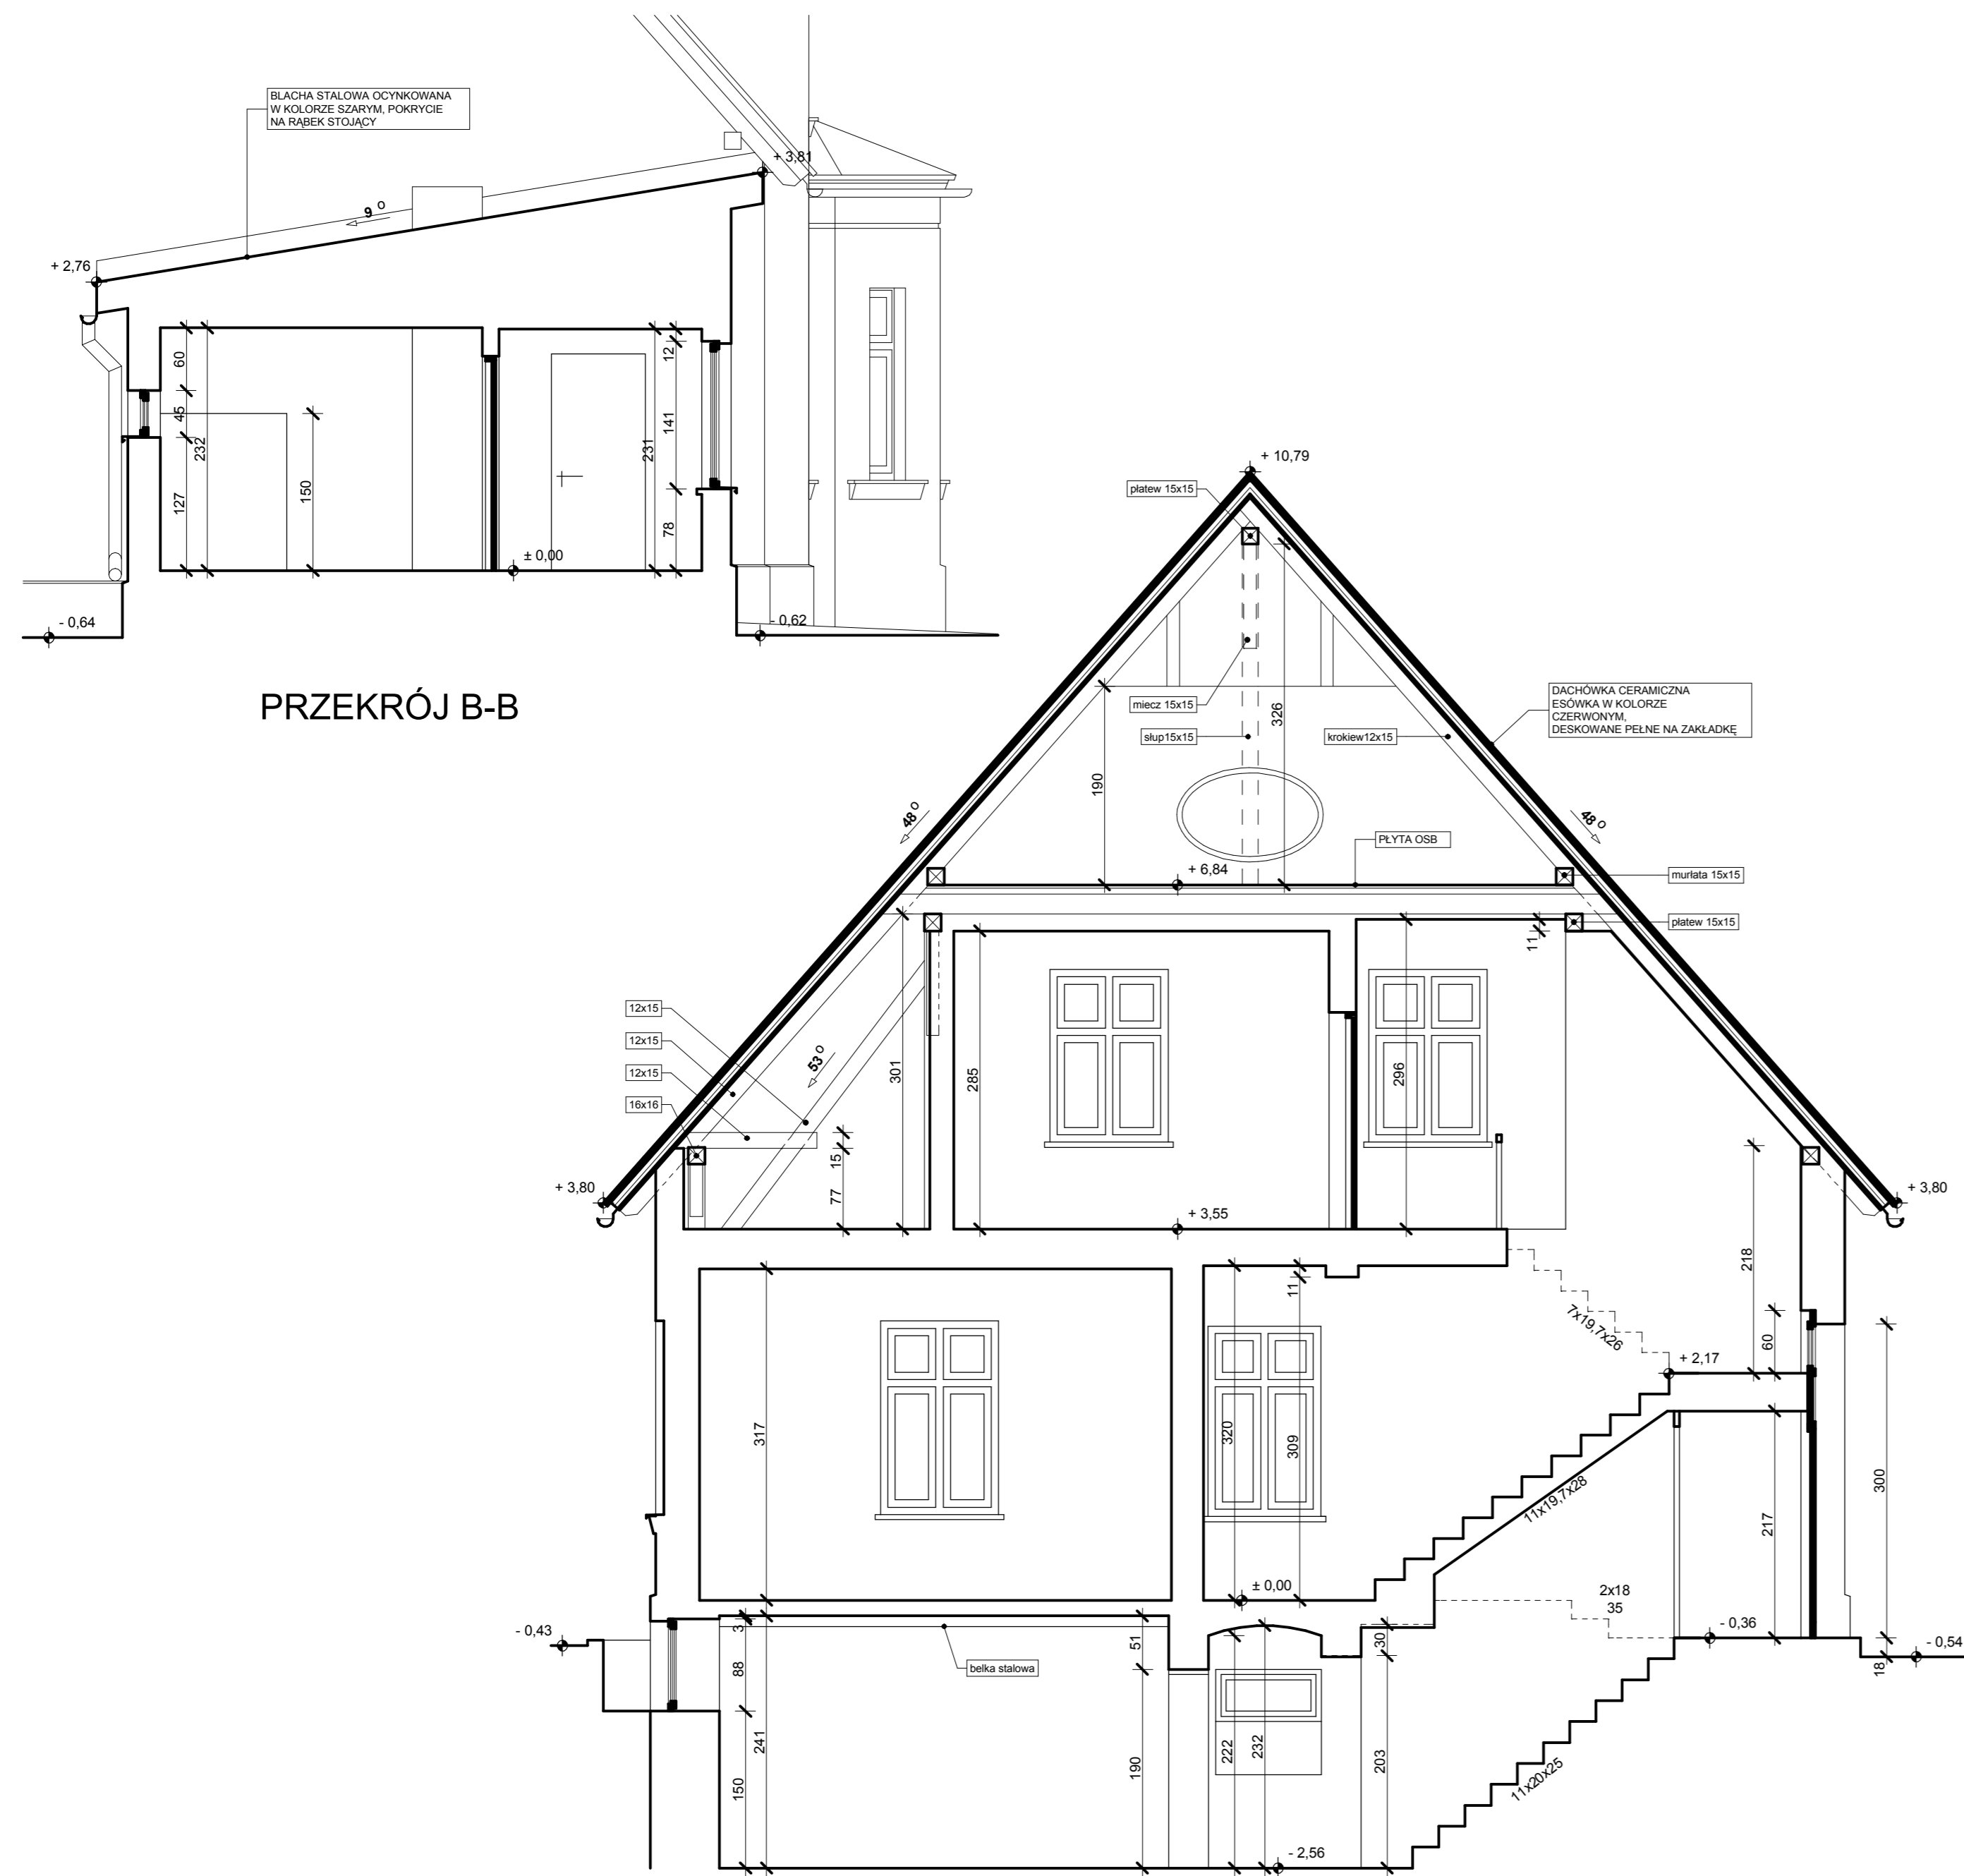 BLACHA STALOWA OCYNKOWANA
W KOLORZE SZARYM, POKRYCIE
NA RĄBEK STOJĄCY
+ 3,81
9 O
+ 2,76
60
45
232
127
150
12
141
231
78
± 0,00
- 0,64
- 0,62
PRZEKRÓJ B-B
+ 10,79
płatew 15x15
miecz 15x15
słup15x15
326
krokiew12x15
DACHÓWKA CERAMICZNA
ESÓWKA W KOLORZE
CZERWONYM,
DESKOWANE PEŁNE NA ZAKŁADKĘ
190
48 O
48 O
PŁYTA OSB
+ 6,84
murłata 15x15
płatew 15x15
11
12x15
12x15
12x15
16x16
53 O
301
285
296
15
77
+ 3,80
+ 3,80
+ 3,55
218
11
7x19,7x26
60
+ 2,17
317
320
309
11x19,7x28
300
217
± 0,00
2x18
35
- 0,43
- 0,36
- 0,54
3
51
30
18
88
belka stalowa
241
222
232
203
190
150
11x20x25
- 2,56